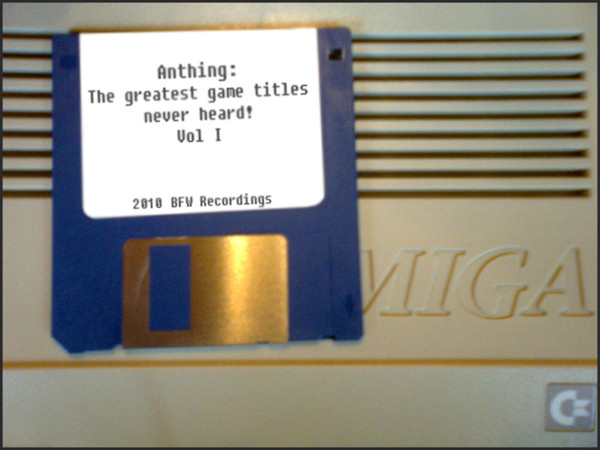 Anthing:
The greatest game titles
never heard!
Vol I
2010 BFW Recordings
MIGA